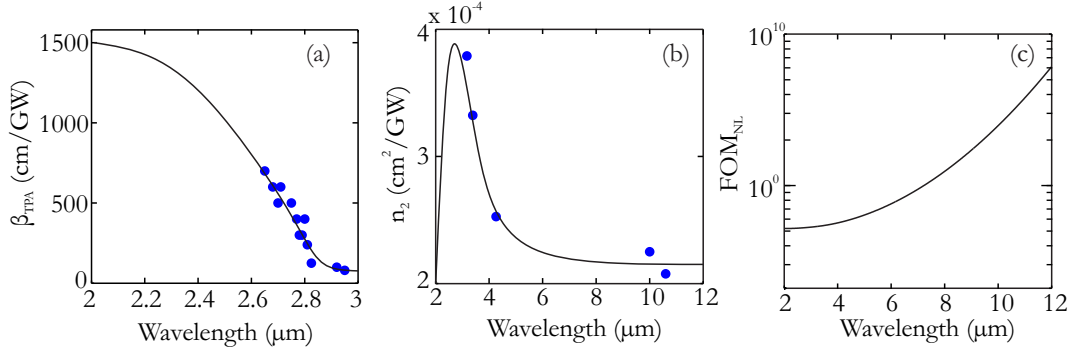 (a)
1500
1000
500
0
β_TPA (cm/GW)
2 2.2 2.4 2.6 2.8 3
Wavelength (μm)
x 10^-4
(b)
4
3
2
n_2 (cm^2/GW)
2 4 6 8 10 12
Wavelength (μm)
(c)
10^10
10^0
FOM_NL
2 4 6 8 10 12
Wavelength (μm)